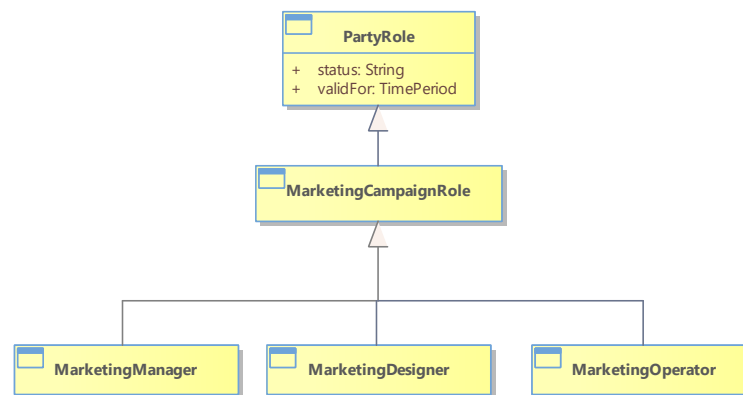 PartyRole
+ status: String
+ validFor: TimePeriod
MarketingCampaignRole
MarketingManager MarketingDesigner MarketingOperator